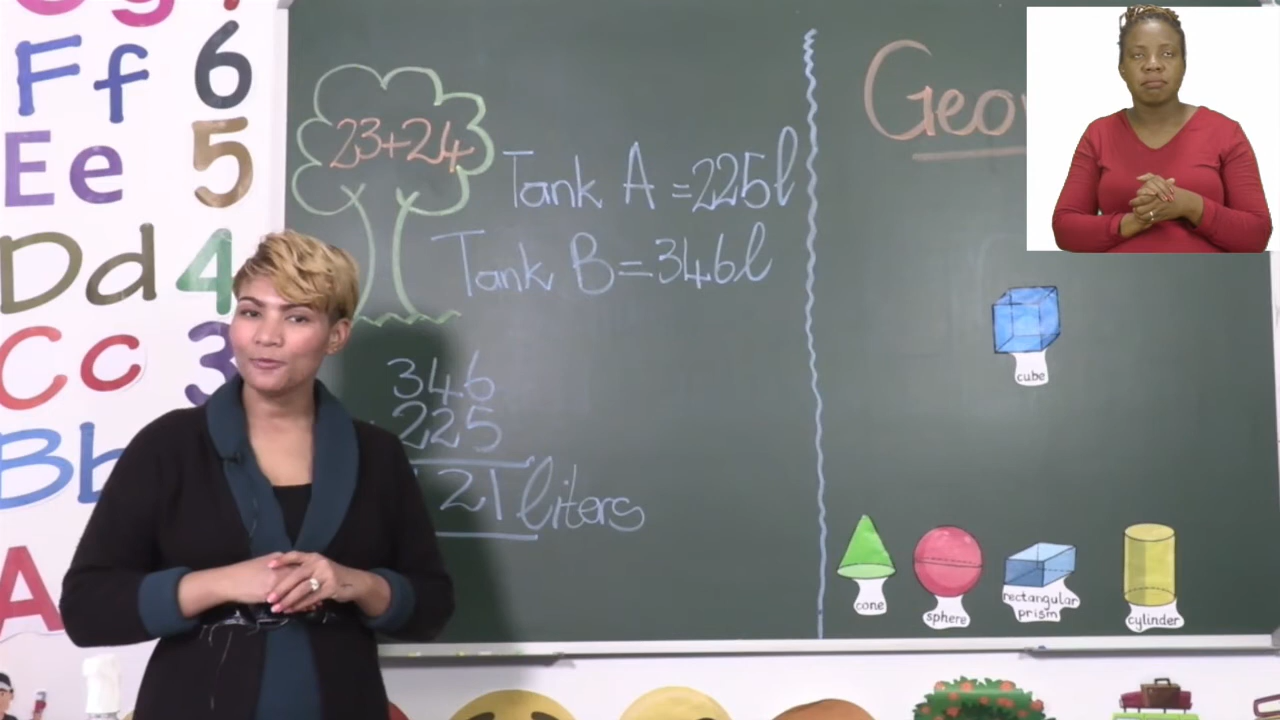 Ff 6
Ee 5
Dd 4
Cc 3
Bb
A
23+24
Tank A = 225l
Tank B = 346l
346
225
121 liters
cube
cone
sphere
rectangular
prism
cylinder